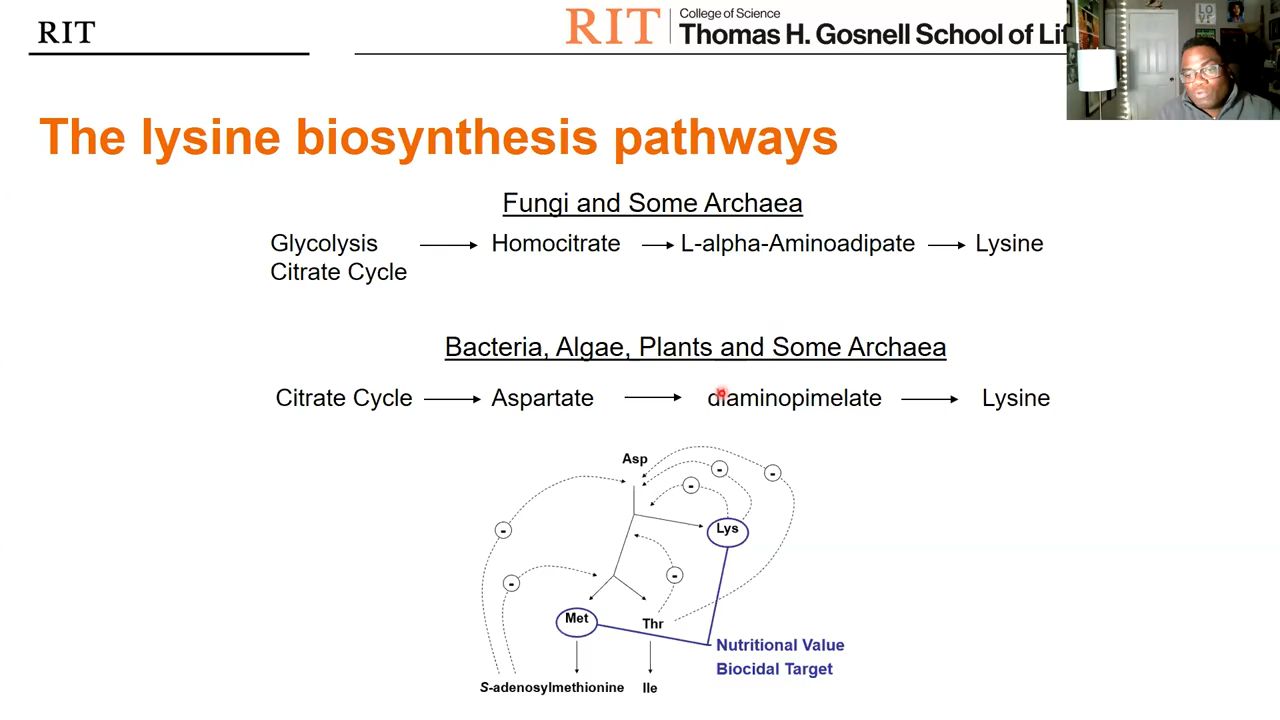 RIT
RIT
College of Science
Thomas H. Gosnell School of Lif
LOVE
The lysine biosynthesis pathways
Fungi and Some Archaea
Glycolysis
Citrate Cycle
Homocitrate
L-alpha-Aminoadipate
Lysine
Bacteria, Algae, Plants and Some Archaea
Citrate Cycle
Aspartate
diaminopimelate
Lysine
Asp
-
-
-
-
Lys
-
-
Met
Thr
Nutritional Value
Biocidal Target
S-adenosylmethionine
Ile